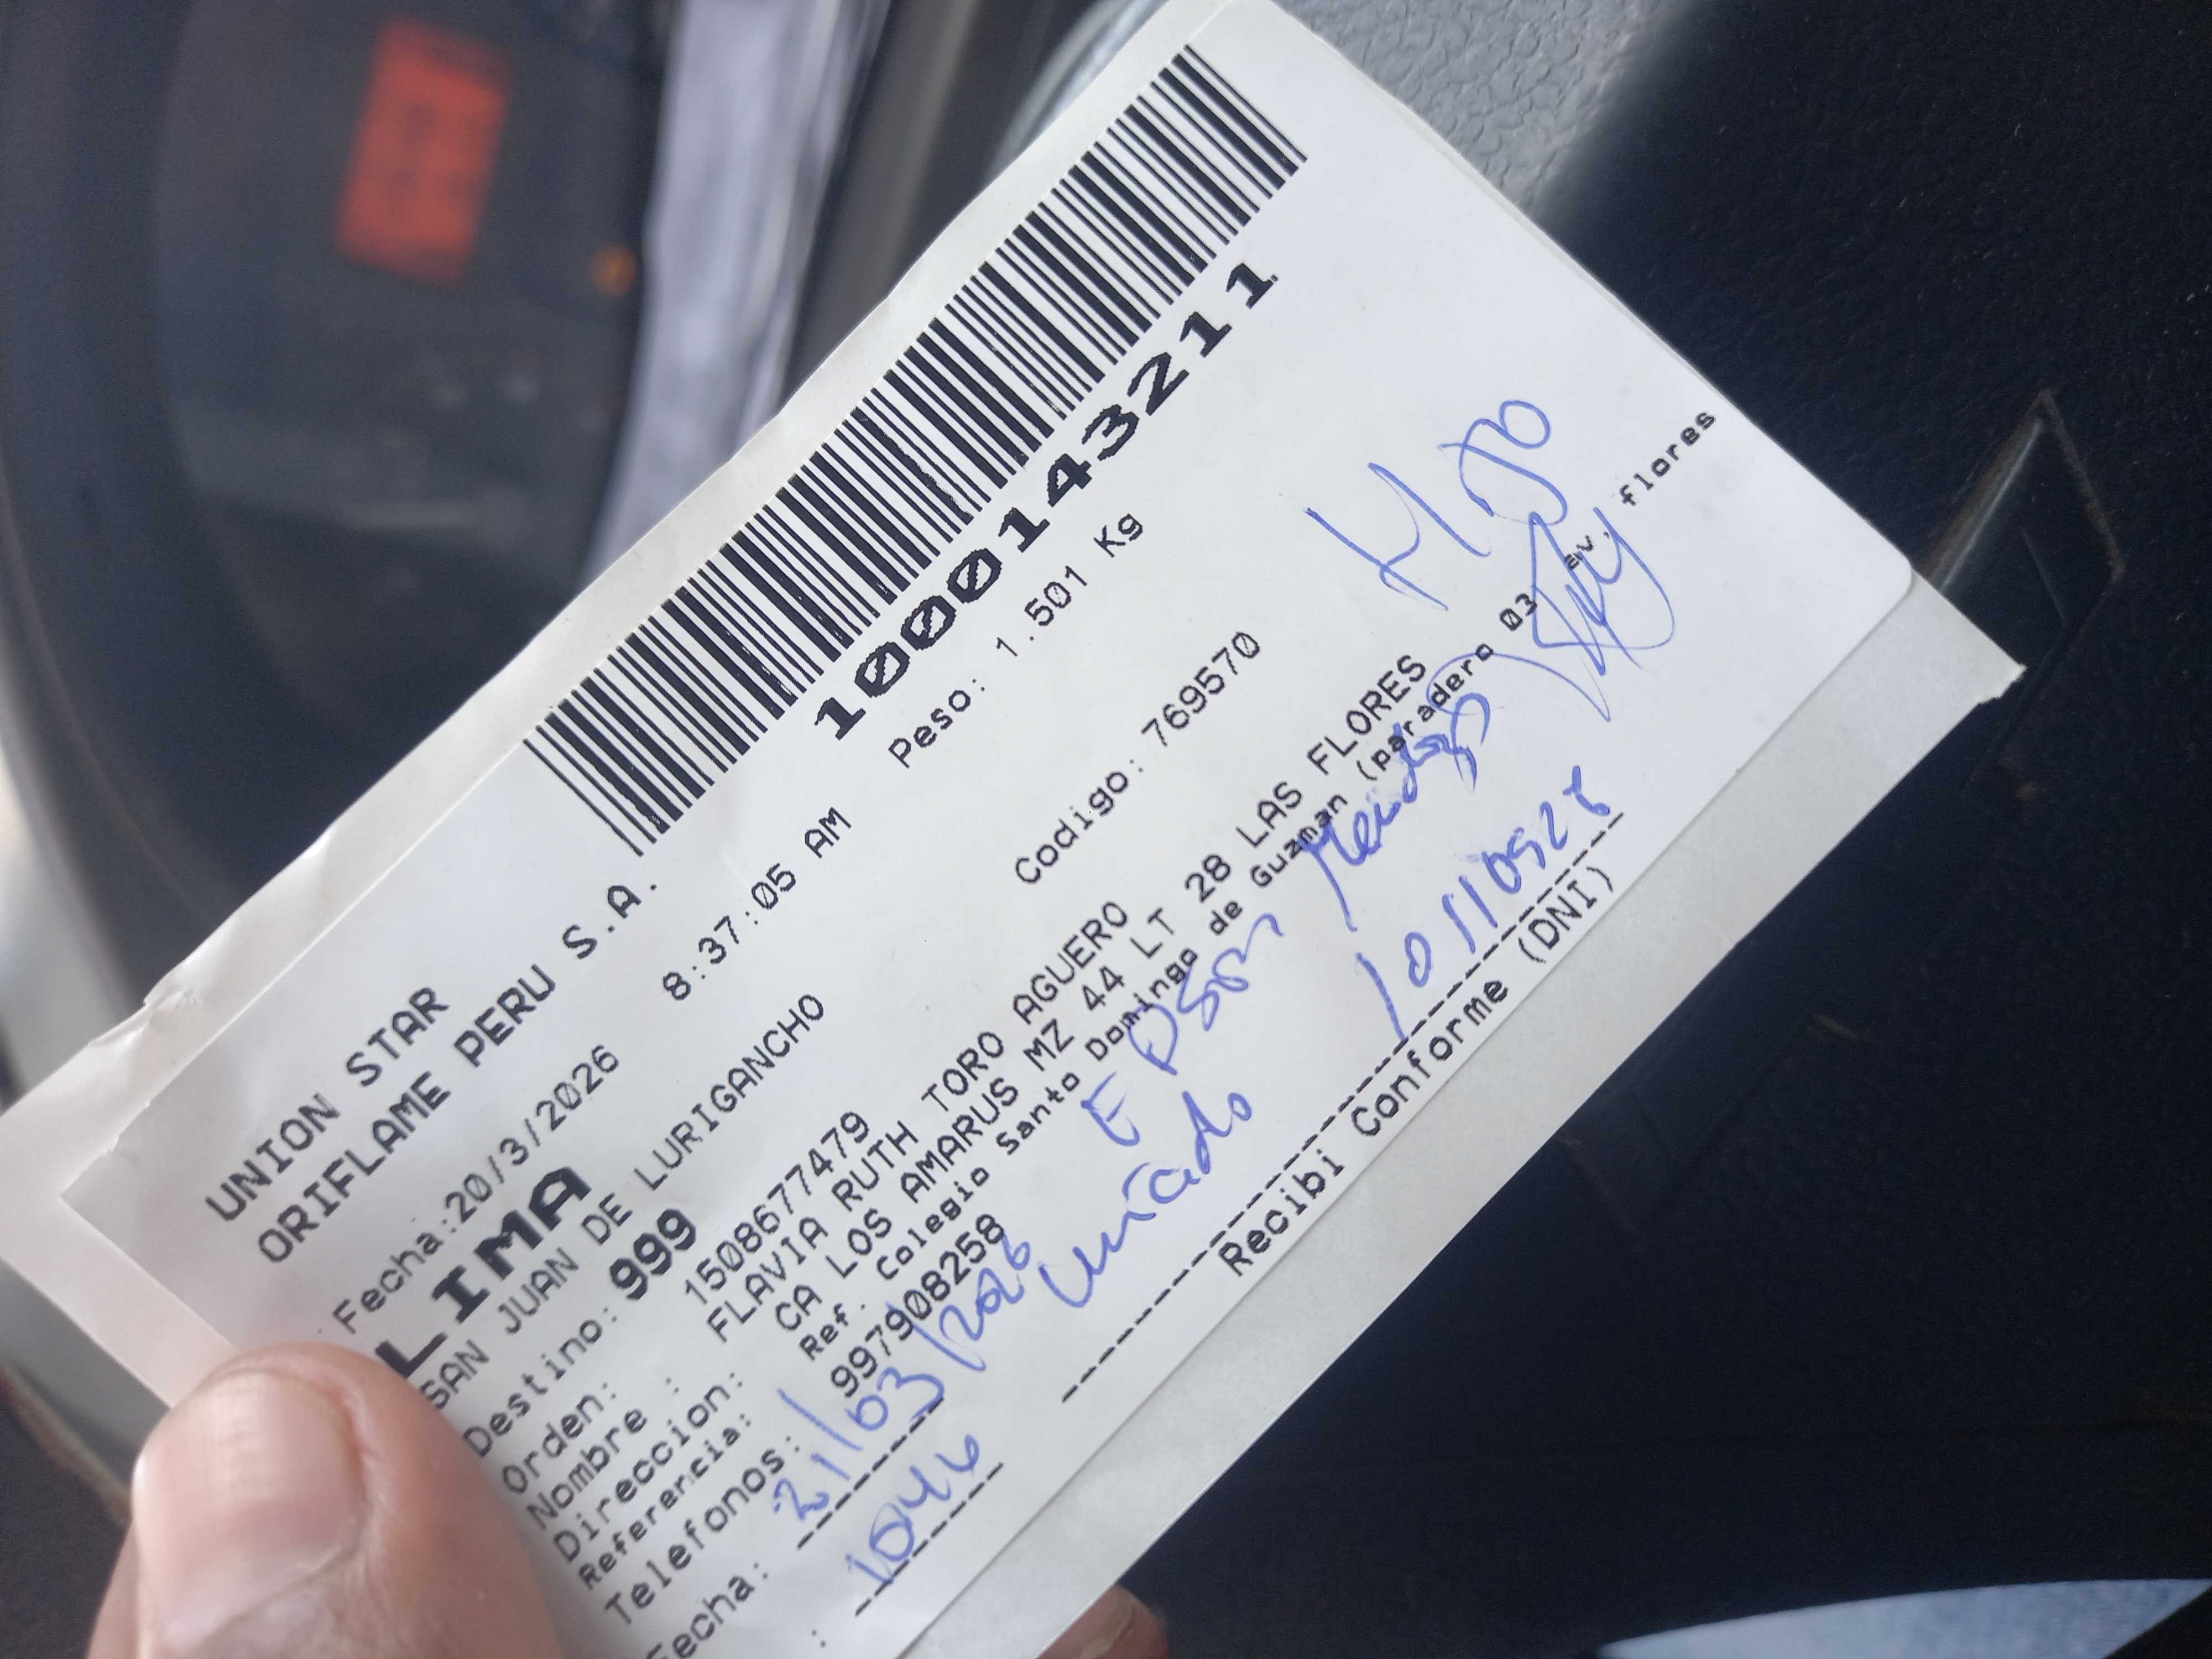 1000143211
UNION STAR
ORIFLAME PERU S.A.
Fecha:20/3/2026 8:37:05 AM Peso: 1.501 Kg
LIMA
SAN JUAN DE LURIGANCHO
Destino: 999 Codigo: 769570
Orden: 1508677479
Nombre : FLAVIA RUTH TORO AGUERO
Direccion: CA LOS AMARUS MZ 44 LT 28 LAS FLORES
Referencia: Ref. Colegio Santo Domingo de Guzman (paradero 03 av. flores
Telefonos: 997908258
HIJO
EDSON
Fecha: 21/03/2026
: 1046
Recibi Conforme (DNI)